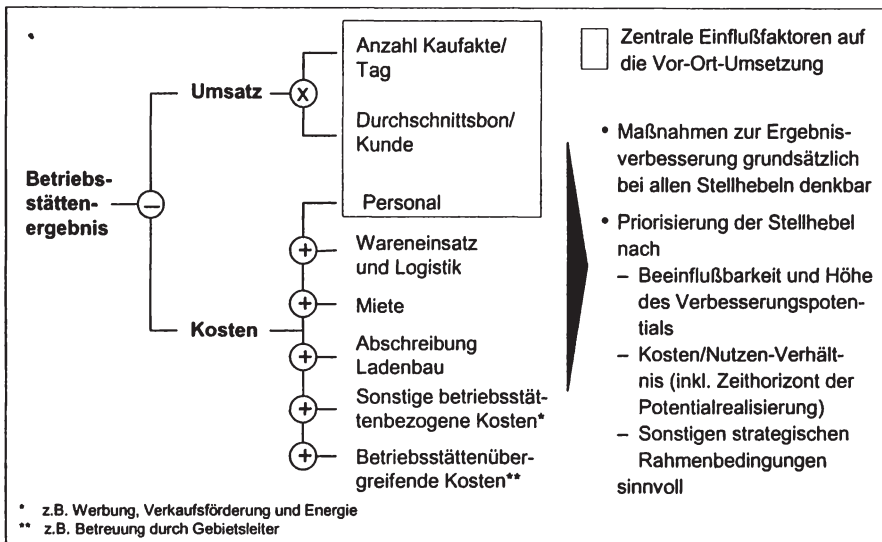 Betriebs-
stätten-
ergebnis
−
Umsatz
x
Anzahl Kaufakte/
Tag
Durchschnittsbon/
Kunde
Kosten
Personal
+
Wareneinsatz
und Logistik
+
Miete
+
Abschreibung
Ladenbau
+
Sonstige betriebsstät-
tenbezogene Kosten*
+
Betriebsstättenüber-
greifende Kosten**
Zentrale Einflußfaktoren auf
die Vor-Ort-Umsetzung
• Maßnahmen zur Ergebnis-
verbesserung grundsätzlich
bei allen Stellhebeln denkbar
• Priorisierung der Stellhebel
nach
– Beeinflußbarkeit und Höhe
des Verbesserungspoten-
tials
– Kosten/Nutzen-Verhält-
nis (inkl. Zeithorizont der
Potentialrealisierung)
– Sonstigen strategischen
Rahmenbedingungen
sinnvoll
* z.B. Werbung, Verkaufsförderung und Energie
** z.B. Betreuung durch Gebietsleiter